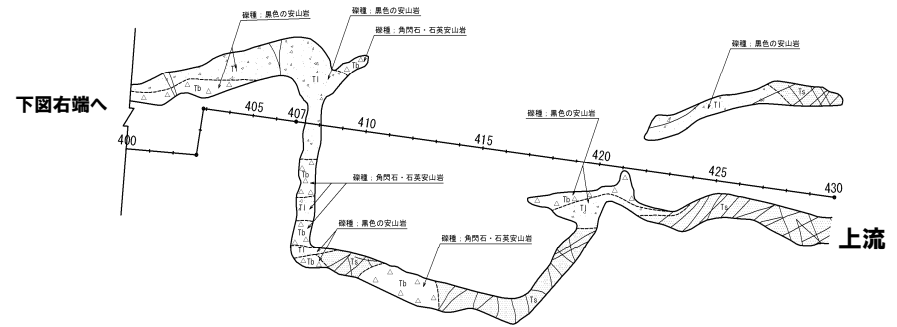 礫種：黒色の安山岩
礫種：黒色の安山岩
礫種：角閃石・石英安山岩
礫種：黒色の安山岩
下図右端へ
400
405
407
410
415
420
425
430
礫種：黒色の安山岩
礫種：角閃石・石英安山岩
礫種：黒色の安山岩
礫種：角閃石・石英安山岩
上流
Tl
Tb
Tl
Tb
Tl
Ts
Tb
Tl
Tb
Tl
Ts
Tb
Tl
Tb
Ts
Tb
Ts